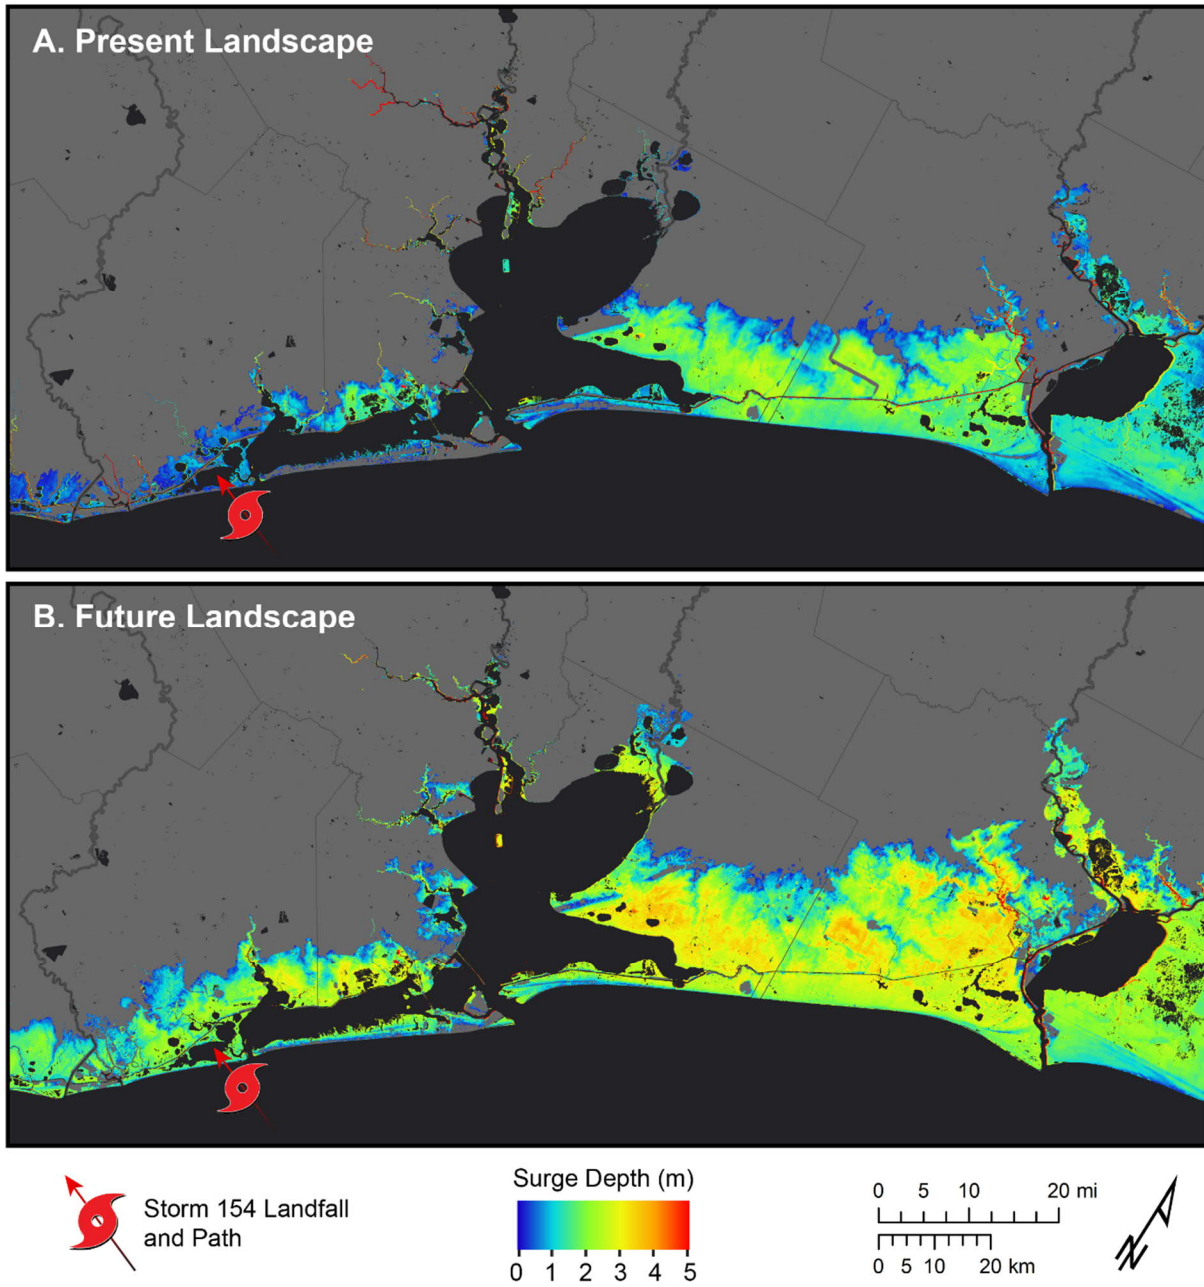 A. Present Landscape
B. Future Landscape
Storm 154 Landfall
and Path
Surge Depth (m)
0 1 2 3 4 5
0 5 10 20 mi
0 5 10 20 km
N